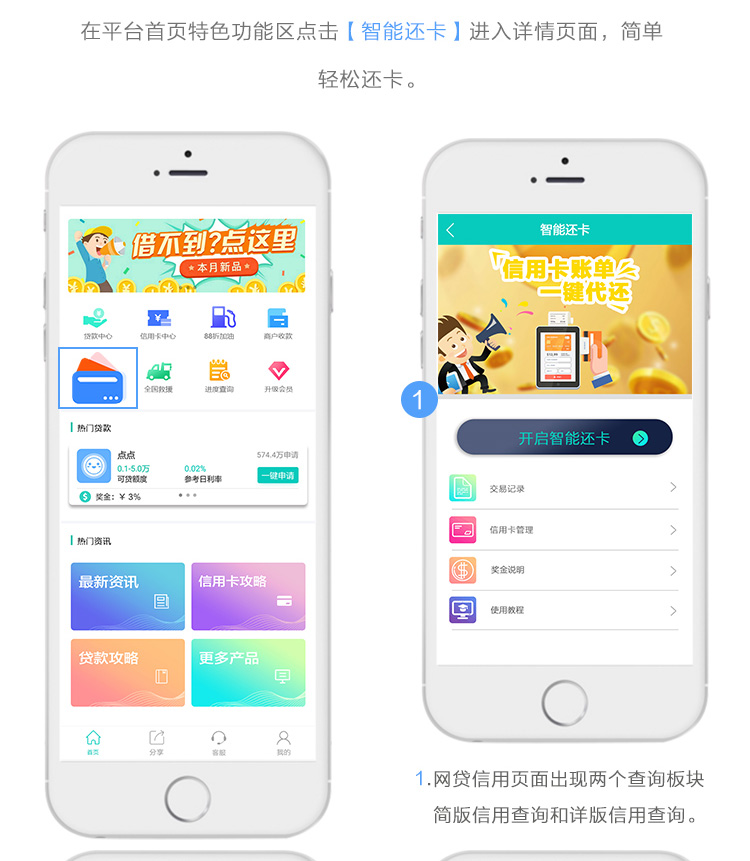 在平台首页特色功能区点击【智能还卡】进入详情页面，简单
轻松还卡。
借不到?点这里
本月新品
贷款中心 信用卡中心 88折加油 商户收款
全国救援 进度查询 升级会员
热门贷款
点点 574.4万申请
0.1-5.0万 0.02% 一键申请
可贷额度 参考日利率
$ 奖金：¥ 3%
热门资讯
最新资讯 信用卡攻略
贷款攻略 更多产品
首页 分享 客服 我的
智能还卡
信用卡账单
一键代还
1
开启智能还卡
交易记录
信用卡管理
奖金说明
使用教程
1.网贷信用页面出现两个查询板块
简版信用查询和详版信用查询。